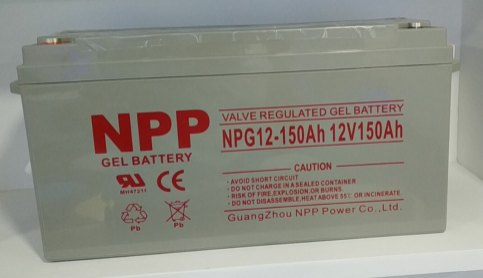 NPP
GEL BATTERY
MH47211
Pb
Pb
VALVE REGULATED GEL BATTERY
NPG12-150Ah 12V150Ah
CAUTION
• AVOID SHORT CIRCUIT
• DO NOT CHARGE IN A SEALED CONTAINER
• RISK OF FIRE,EXPLOSION,OR BURNS.
• DO NOT DISASSEMBLE,HEAT ABOVE 55℃ OR INCINERATE.
GuangZhou NPP Power Co.,Ltd.